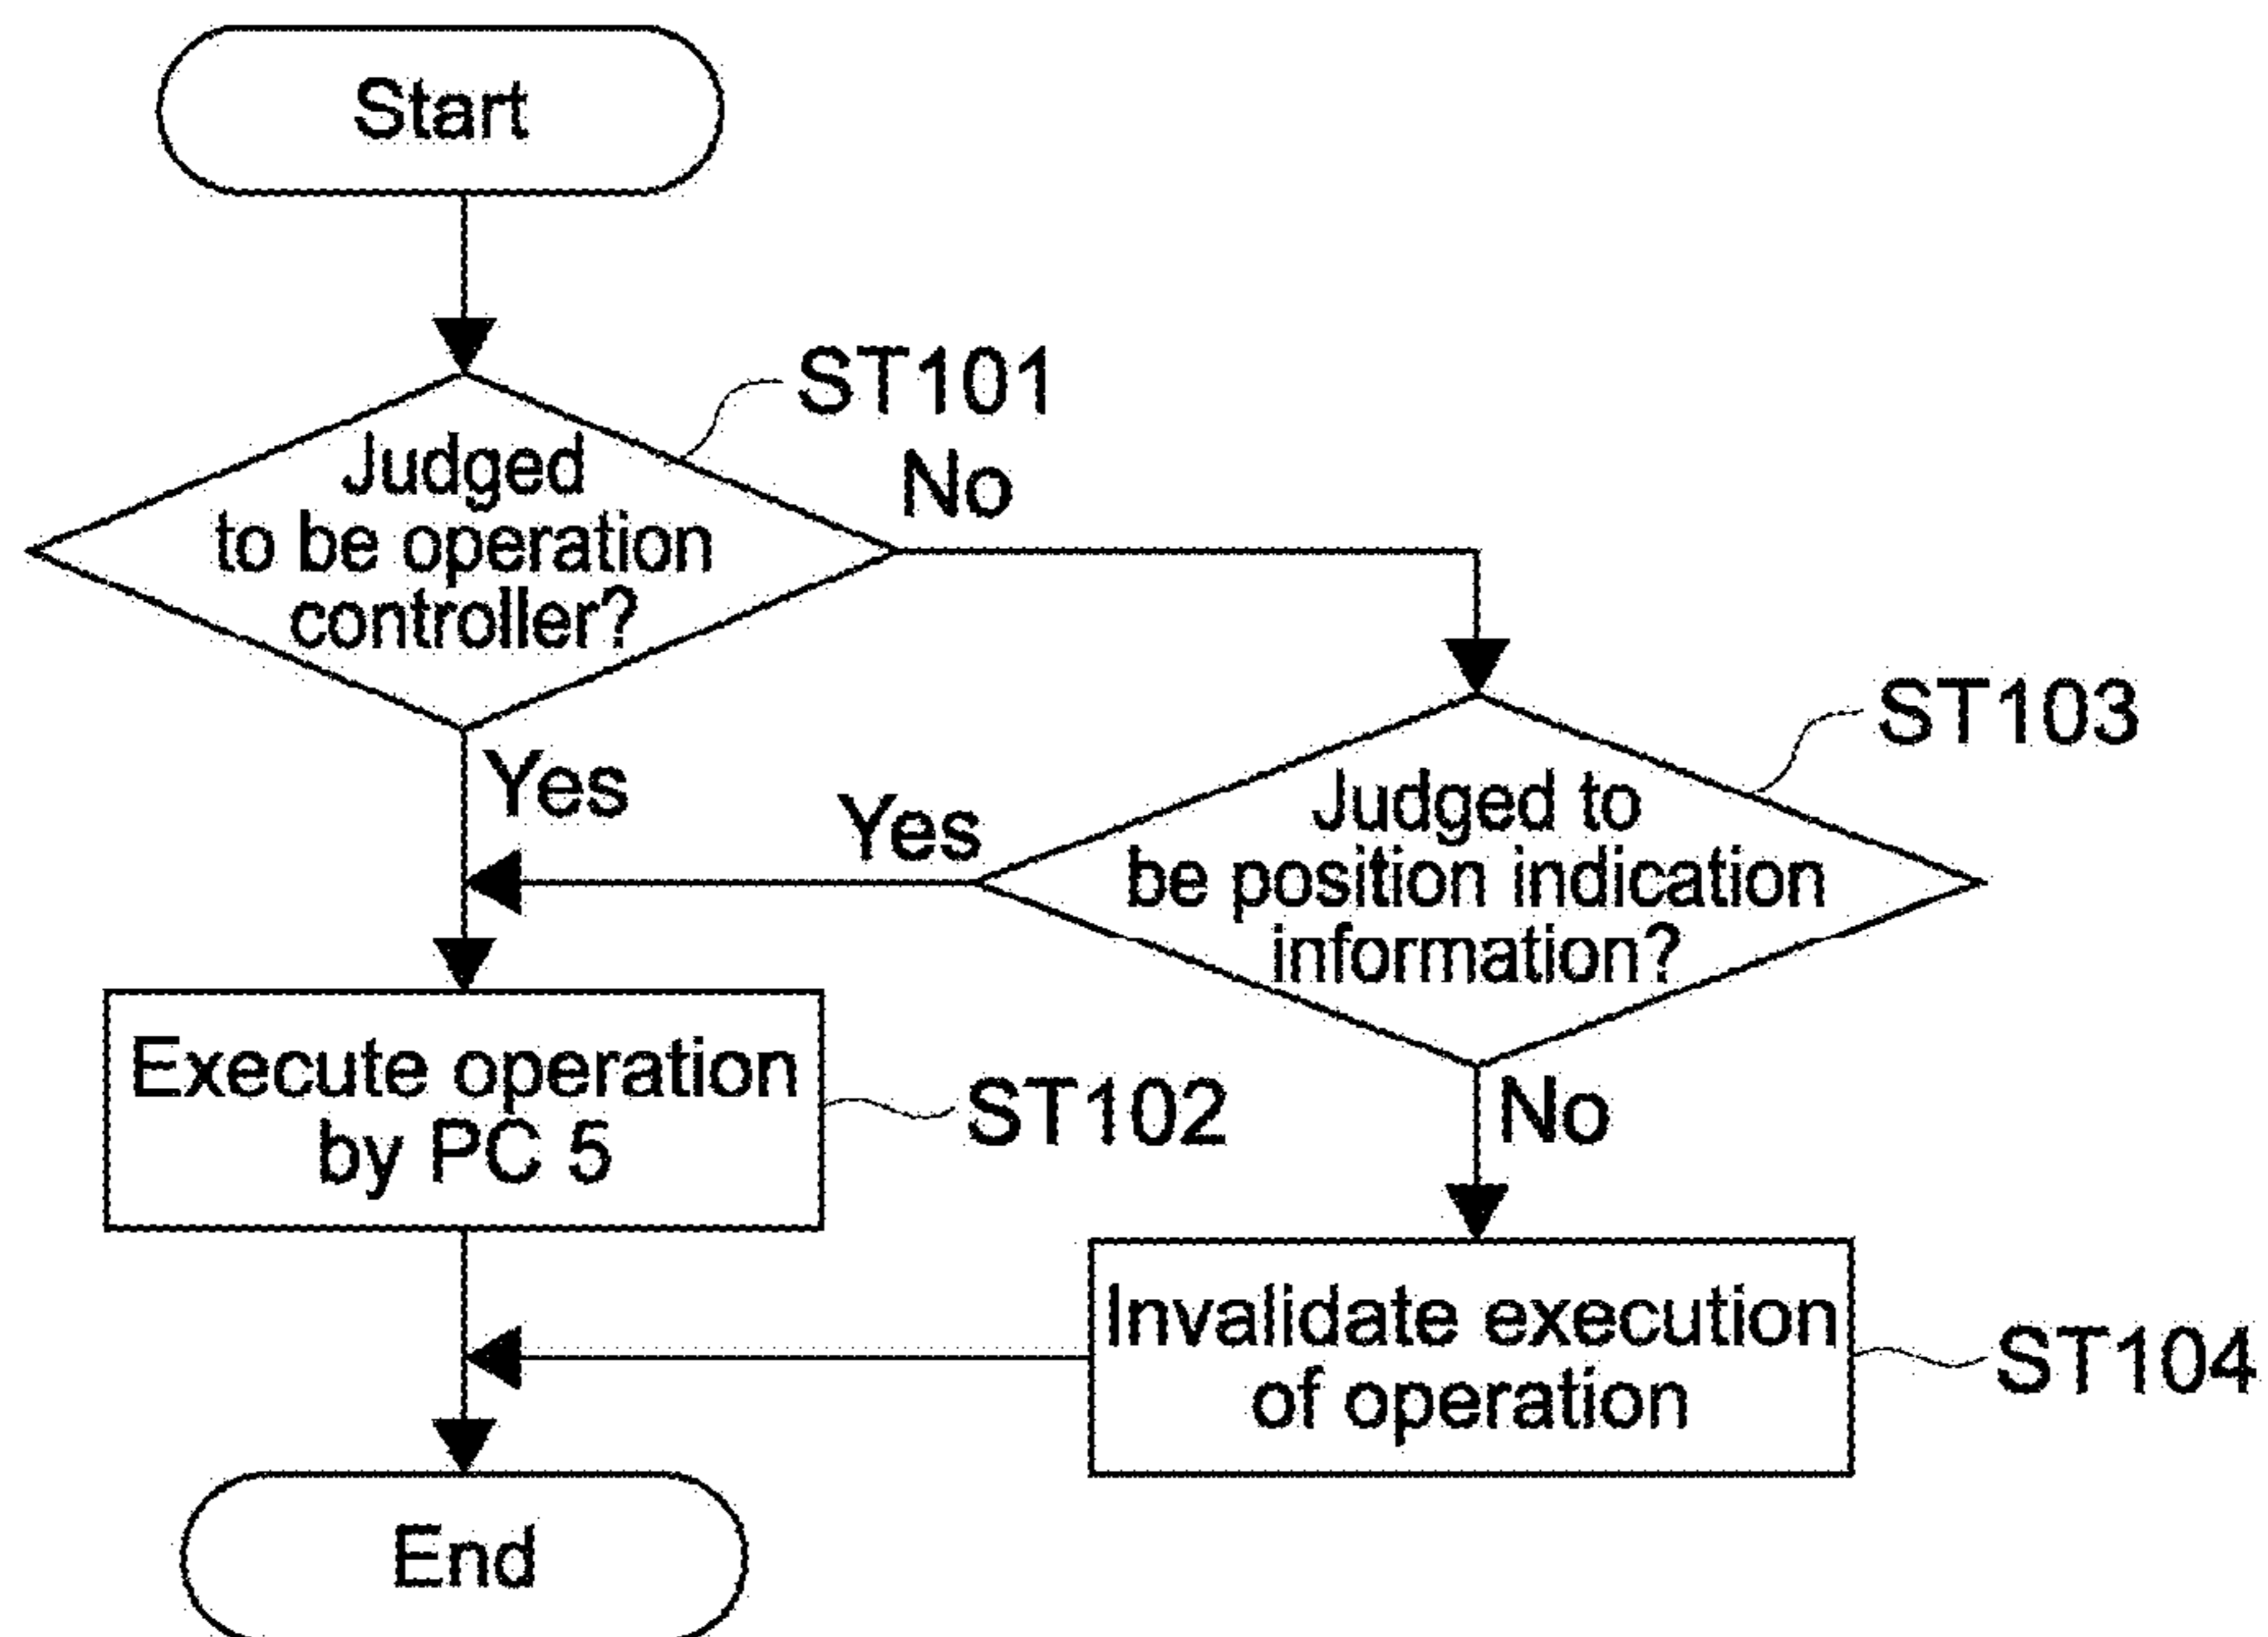 Start
ST101
Judged
to be operation
controller?
No
Yes
ST103
Judged to
be position indication
information?
Yes
No
Execute operation
by PC 5
ST102
Invalidate execution
of operation
ST104
End